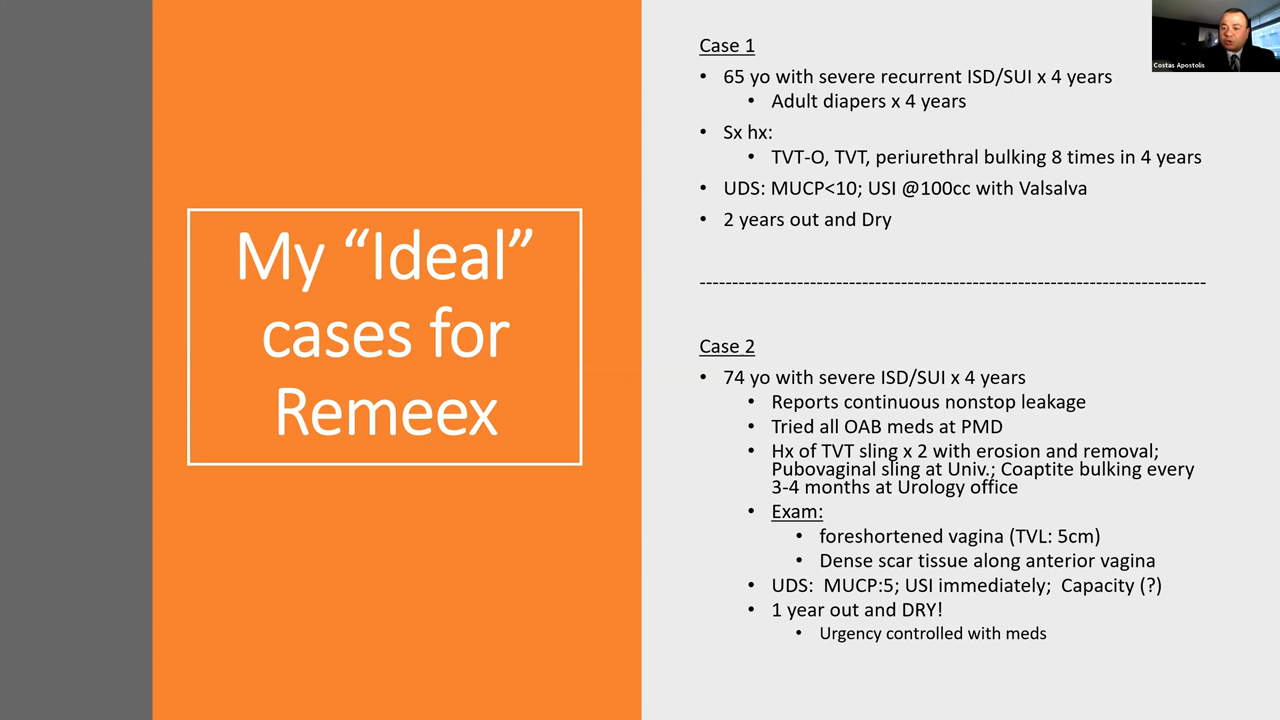 My “Ideal”
cases for
Remeex
Case 1
• 65 yo with severe recurrent ISD/SUI x 4 years
• Adult diapers x 4 years
• Sx hx:
• TVT-O, TVT, periurethral bulking 8 times in 4 years
• UDS: MUCP<10; USI @100cc with Valsalva
• 2 years out and Dry
--------------------------------------------------------------------------------
Case 2
• 74 yo with severe ISD/SUI x 4 years
• Reports continuous nonstop leakage
• Tried all OAB meds at PMD
• Hx of TVT sling x 2 with erosion and removal;
Pubovaginal sling at Univ.; Coaptite bulking every
3-4 months at Urology office
• Exam:
• foreshortened vagina (TVL: 5cm)
• Dense scar tissue along anterior vagina
• UDS: MUCP:5; USI immediately; Capacity (?)
• 1 year out and DRY!
• Urgency controlled with meds
Costas Apostolis